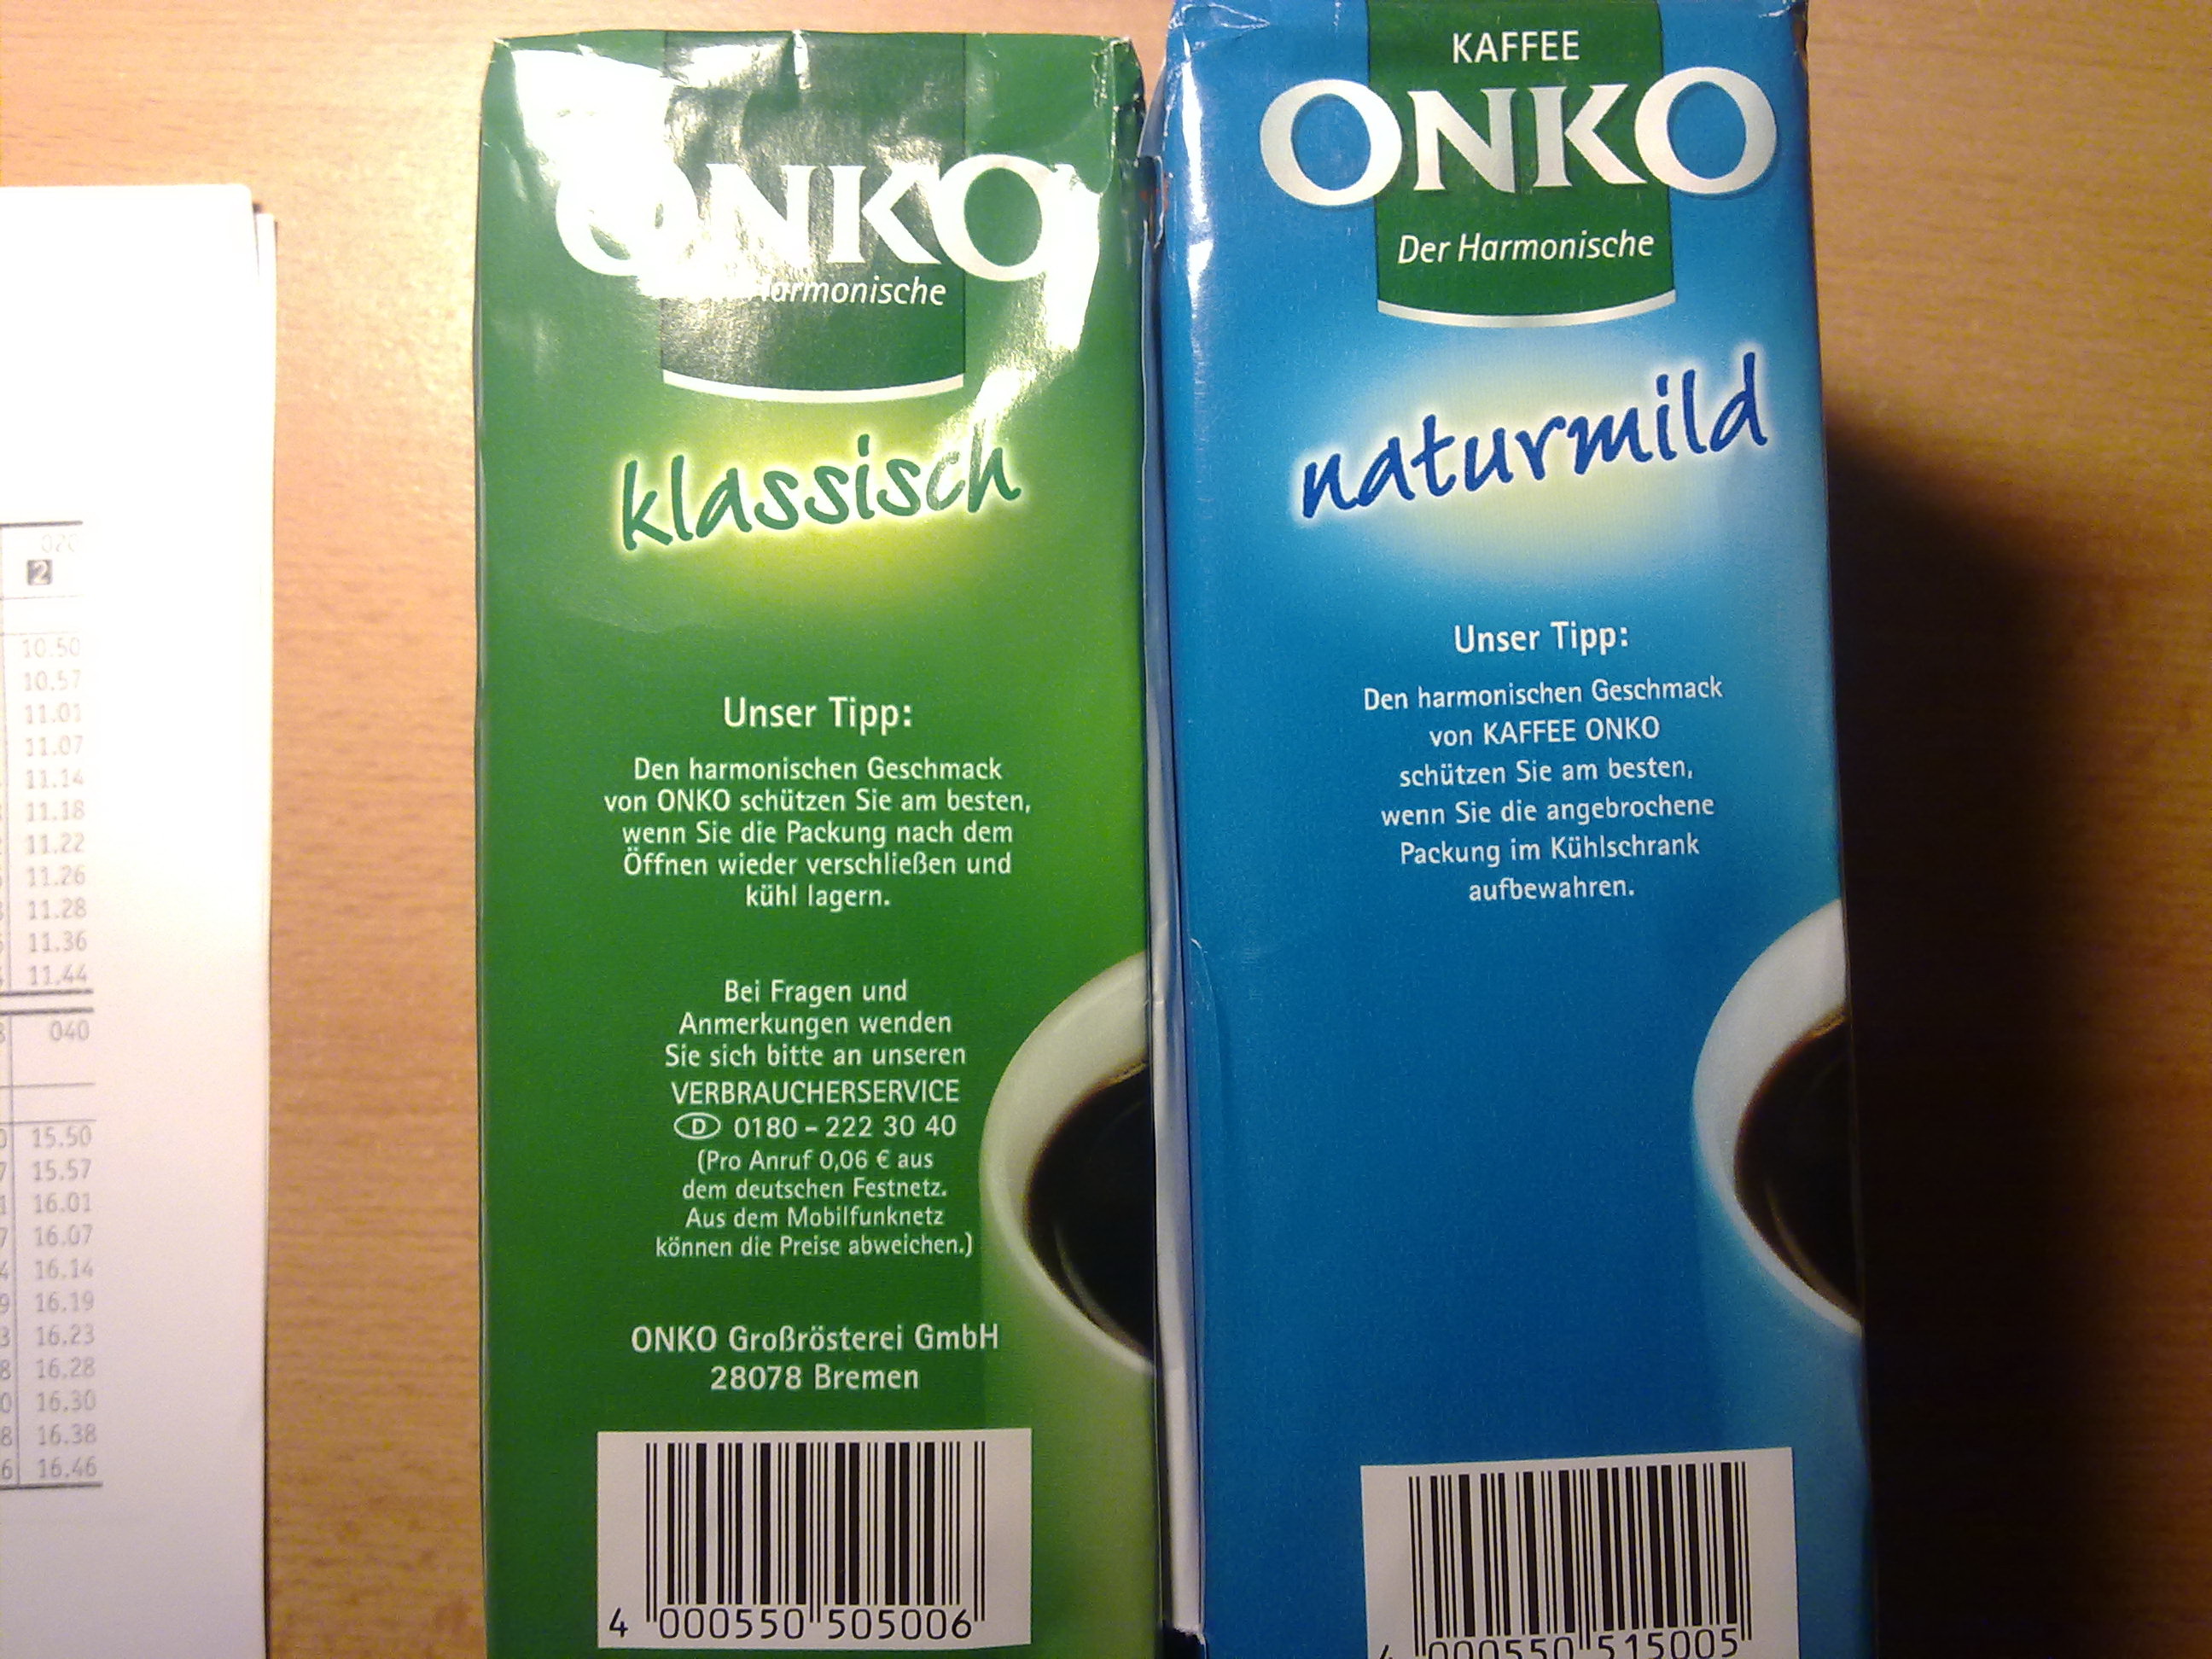 020
2
10.50
10.57
11.01
11.07
11.14
11.18
11.22
11.26
11.28
11.36
11.44
040
15.50
15.57
16.01
16.07
16.14
16.19
16.23
16.28
16.30
16.38
16.46
ONKO
Harmonische
klassisch
Unser Tipp:
Den harmonischen Geschmack
von ONKO schützen Sie am besten,
wenn Sie die Packung nach dem
Öffnen wieder verschließen und
kühl lagern.
Bei Fragen und
Anmerkungen wenden
Sie sich bitte an unseren
VERBRAUCHERSERVICE
D 0180 – 222 30 40
(Pro Anruf 0,06 € aus
dem deutschen Festnetz.
Aus dem Mobilfunknetz
können die Preise abweichen.)
ONKO Großrösterei GmbH
28078 Bremen
4 000550 505006
KAFFEE
ONKO
Der Harmonische
naturmild
Unser Tipp:
Den harmonischen Geschmack
von KAFFEE ONKO
schützen Sie am besten,
wenn Sie die angebrochene
Packung im Kühlschrank
aufbewahren.
4 000550 515005